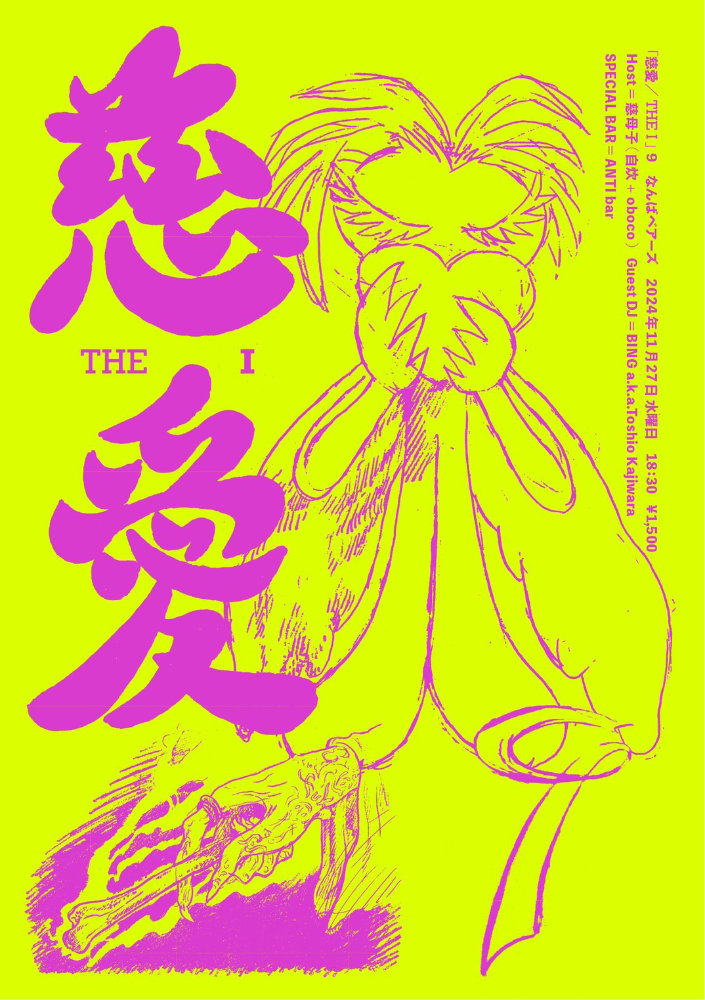 慈愛
THE I
「慈愛／THE I」9　なんばベアーズ　2024年11月27日 水曜日　18:30　¥1,500
Host＝慈母子（自炊 + oboco）　Guest DJ＝BING a.k.a.Toshio Kajiwara
SPECIAL BAR＝ANTI bar